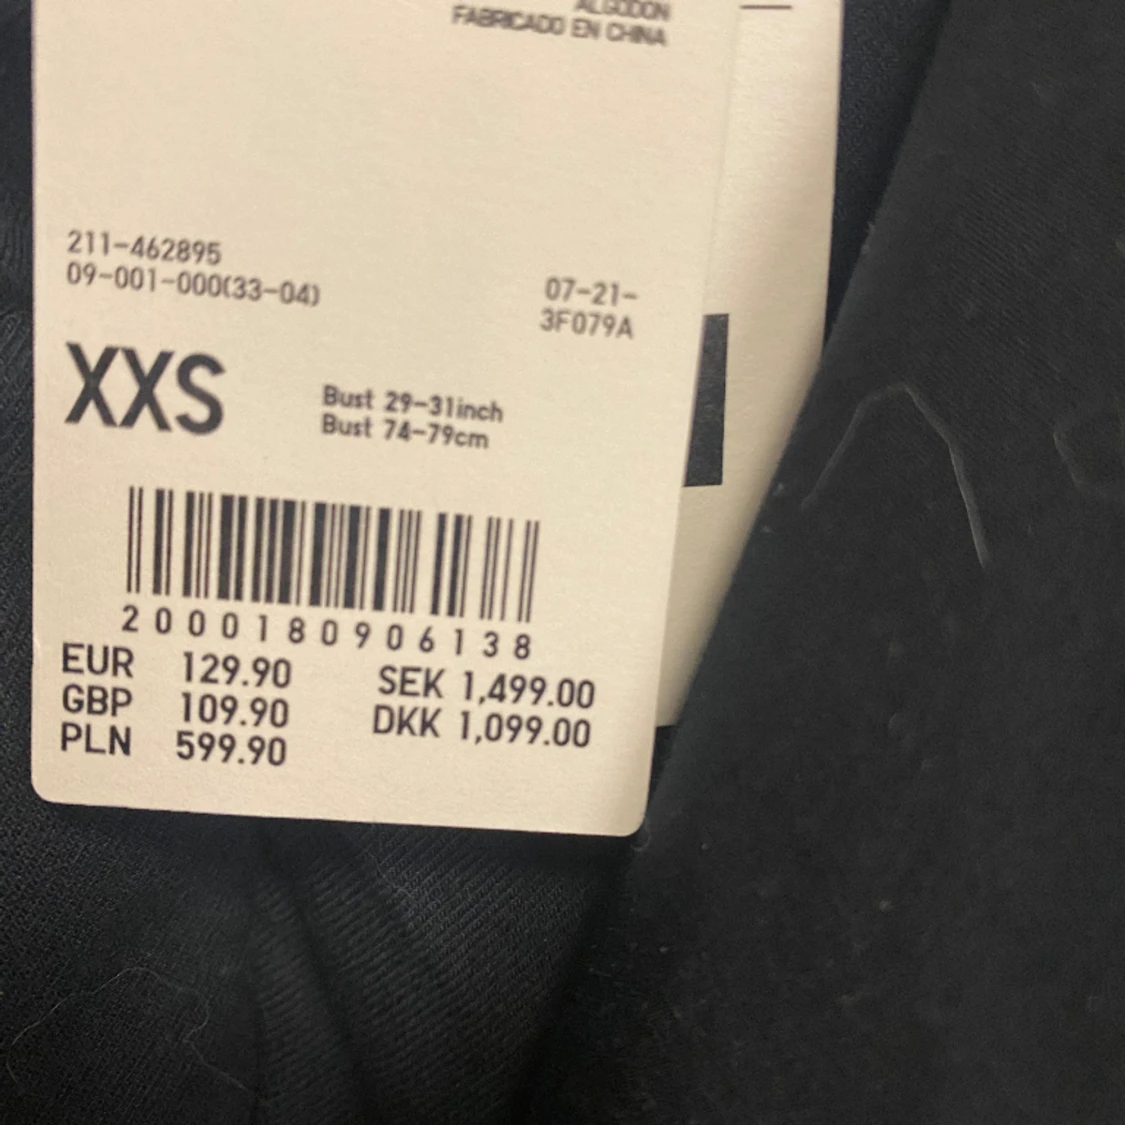 ALGODON
FABRICADO EN CHINA
211-462895
09-001-000(33-04)
07-21-
3F079A
XXS
Bust 29-31inch
Bust 74-79cm
2000180906138
EUR 129.90 SEK 1,499.00
GBP 109.90 DKK 1,099.00
PLN 599.90